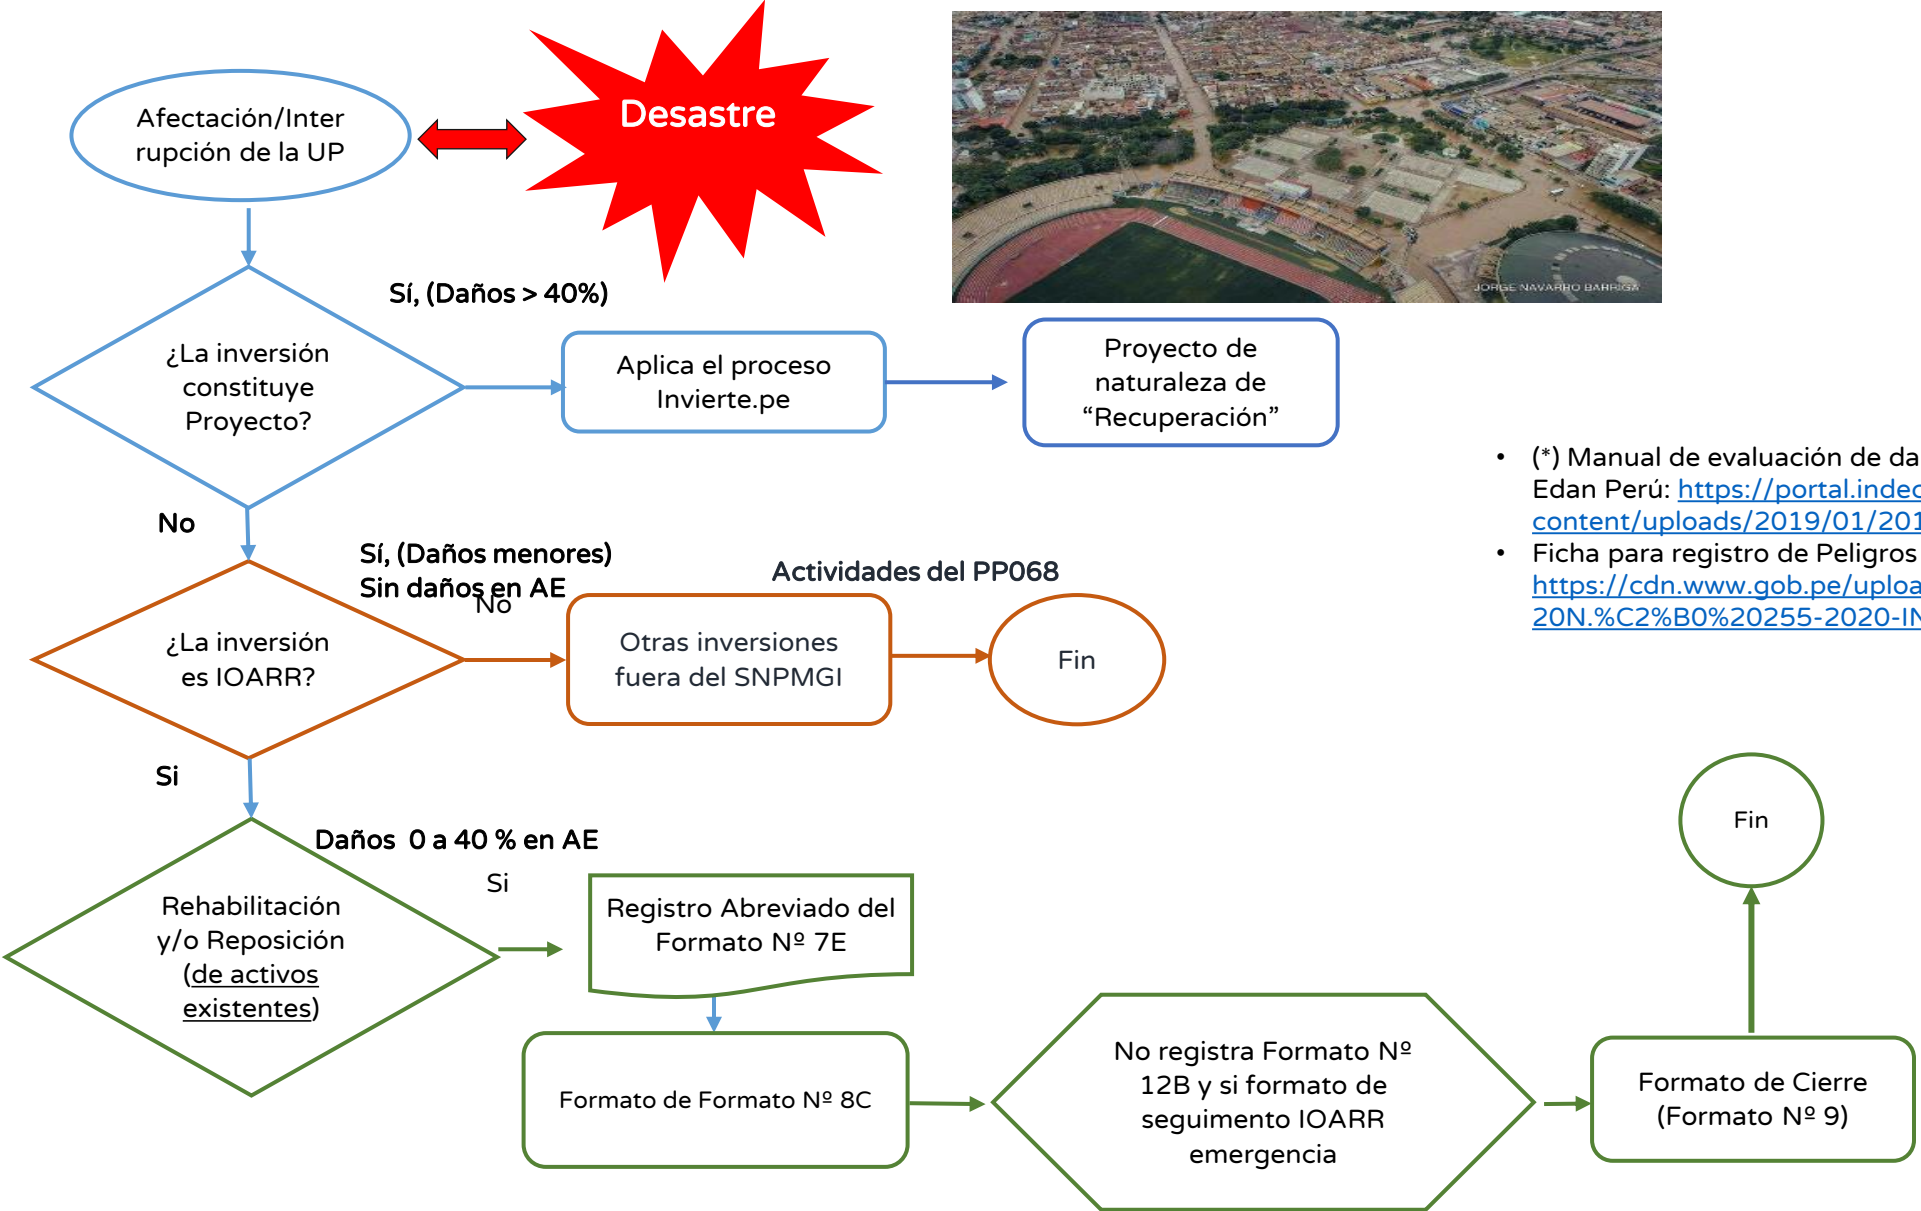 Afectación/Inter
rupción de la UP
Desastre
JORGE NAVARRO BARRIGA
Sí, (Daños > 40%)
¿La inversión
constituye
Proyecto?
Aplica el proceso
Invierte.pe
Proyecto de
naturaleza de
“Recuperación”
• (*) Manual de evaluación de da
Edan Perú: https://portal.indec
content/uploads/2019/01/201
• Ficha para registro de Peligros
https://cdn.www.gob.pe/uploa
20N.%C2%B0%20255-2020-IN
No
Sí, (Daños menores)
Sin daños en AE
No
Actividades del PP068
¿La inversión
es IOARR?
Otras inversiones
fuera del SNPMGI
Fin
Si
Daños 0 a 40 % en AE
Si
Rehabilitación
y/o Reposición
(de activos
existentes)
Registro Abreviado del
Formato Nº 7E
Formato de Formato Nº 8C
No registra Formato Nº
12B y si formato de
seguimento IOARR
emergencia
Formato de Cierre
(Formato Nº 9)
Fin